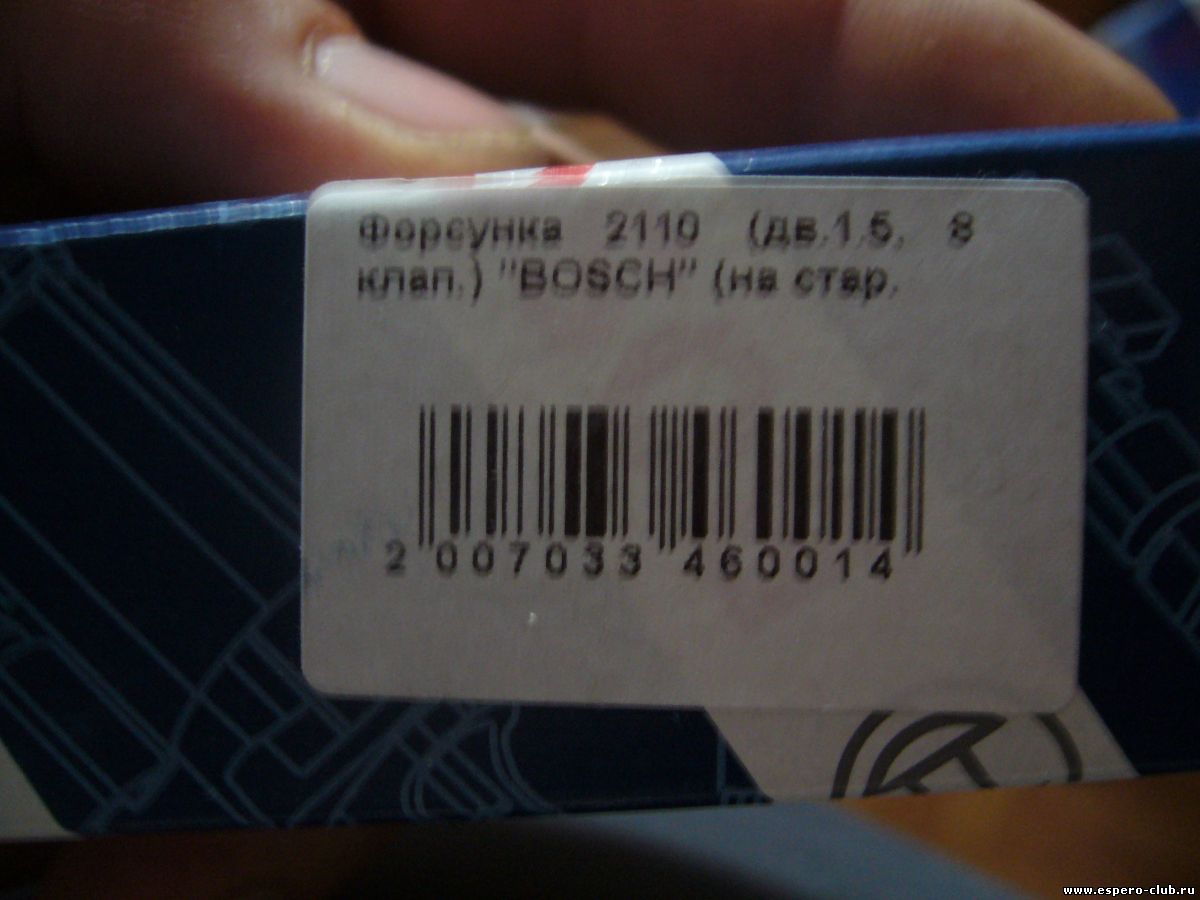 Форсунка 2110 (дв.1.5, 8
клап.) "BOSCH" (на стар.
2 007033 460014
www.espero-club.ru